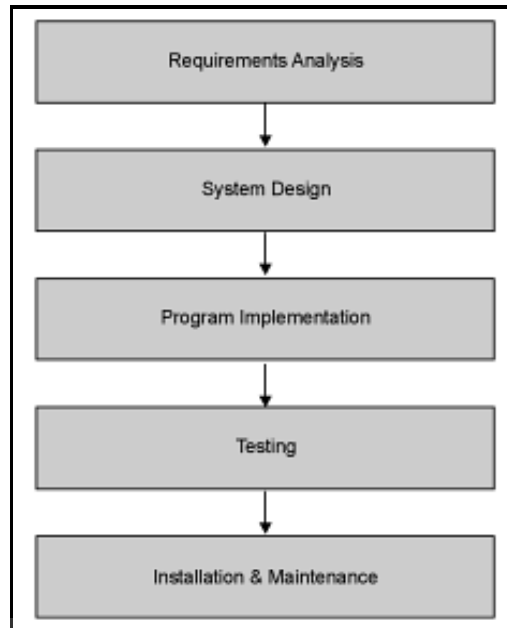 Requirements Analysis
System Design
Program Implementation
Testing
Installation & Maintenance